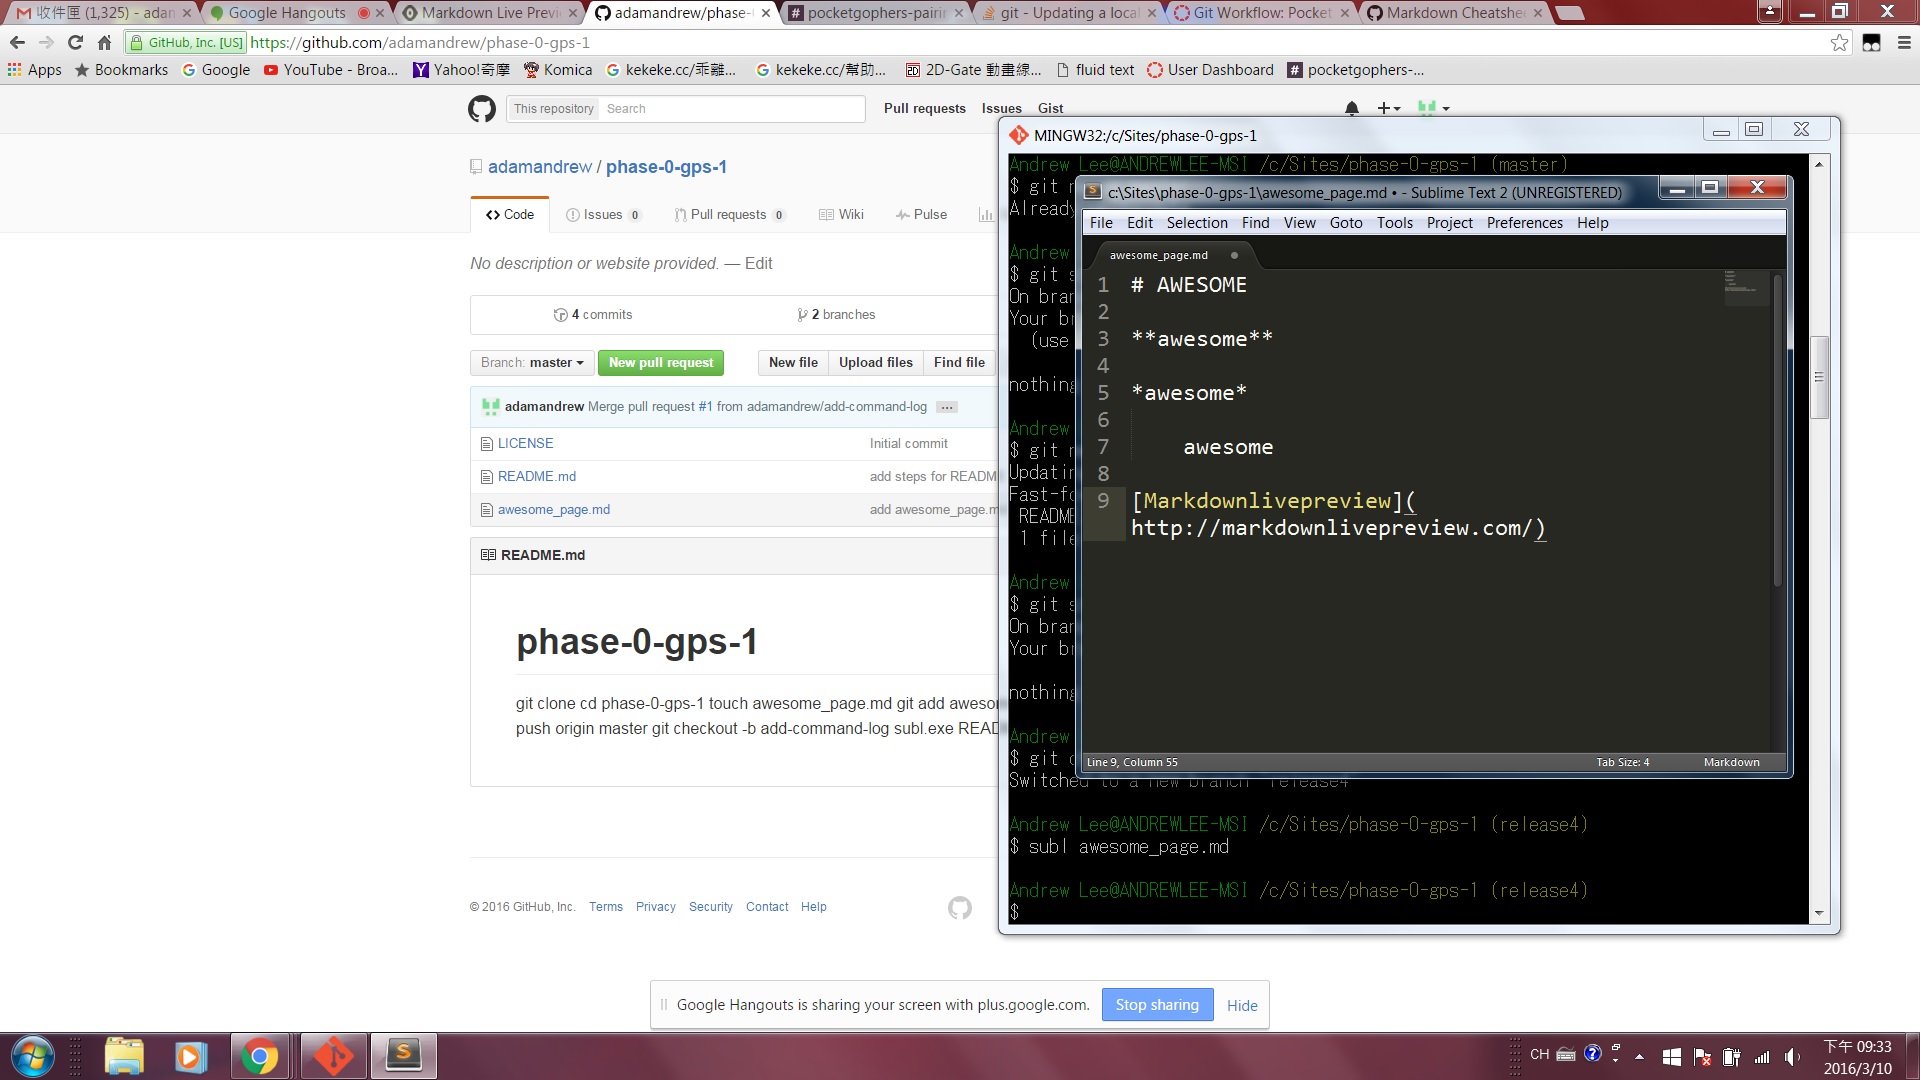 收件匣 (1,325) - adam
Google Hangouts
Markdown Live Previ
adamandrew/phase-
pocketgophers-pairin
git - Updating a local
Git Workflow: Pocket
Markdown Cheatshee
GitHub, Inc. [US]
https://github.com/adamandrew/phase-0-gps-1
Apps
Bookmarks
Google
YouTube - Broa...
Yahoo!奇摩
Komica
kekeke.cc/乖離...
kekeke.cc/幫助...
2D-Gate 動畫線...
fluid text
User Dashboard
pocketgophers-...
This repository
Search
Pull requests
Issues
Gist
adamandrew / phase-0-gps-1
Code
Issues 0
Pull requests 0
Wiki
Pulse
No description or website provided. — Edit
4 commits
2 branches
Branch: master
New pull request
New file
Upload files
Find file
adamandrew Merge pull request #1 from adamandrew/add-command-log ...
LICENSE
Initial commit
README.md
add steps for READM
awesome_page.md
add awesome_page.m
README.md
phase-0-gps-1
git clone cd phase-0-gps-1 touch awesome_page.md git add aweso
push origin master git checkout -b add-command-log subl.exe READ
© 2016 GitHub, Inc.
Terms
Privacy
Security
Contact
Help
MINGW32:/c/Sites/phase-0-gps-1
Andrew Lee@ANDREWLEE-MSI /c/Sites/phase-0-gps-1 (master)
$ git
Already
Andrew
$ git s
On bran
Your br
(use
nothing
Andrew
$ git
Updatin
Fast-fo
README
1 file
Andrew
$ git s
On bran
Your br
nothing
Andrew
$ git c
Switched to a new branch 'release4'
Andrew Lee@ANDREWLEE-MSI /c/Sites/phase-0-gps-1 (release4)
$ subl awesome_page.md
Andrew Lee@ANDREWLEE-MSI /c/Sites/phase-0-gps-1 (release4)
$
c:\Sites\phase-0-gps-1\awesome_page.md • - Sublime Text 2 (UNREGISTERED)
File
Edit
Selection
Find
View
Goto
Tools
Project
Preferences
Help
awesome_page.md
1 # AWESOME
2
3 **awesome**
4
5 *awesome*
6
7 awesome
8
9 [Markdownlivepreview](
http://markdownlivepreview.com/)
Line 9, Column 55
Tab Size: 4
Markdown
Google Hangouts is sharing your screen with plus.google.com.
Stop sharing
Hide
CH
下午 09:33
2016/3/10